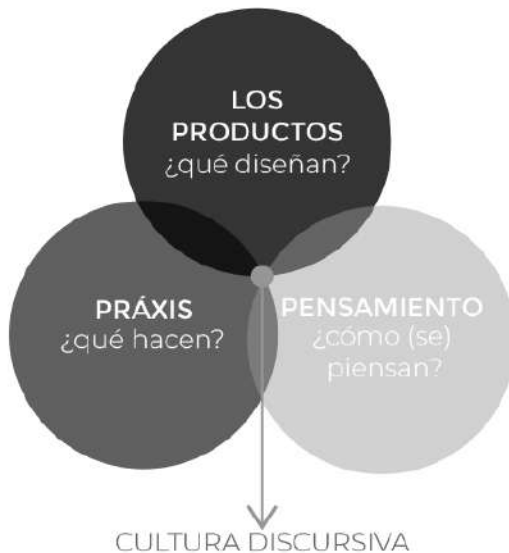 LOS
PRODUCTOS
¿qué diseñan?
PRÁXIS
¿qué hacen?
PENSAMIENTO
¿cómo (se)
piensan?
CULTURA DISCURSIVA